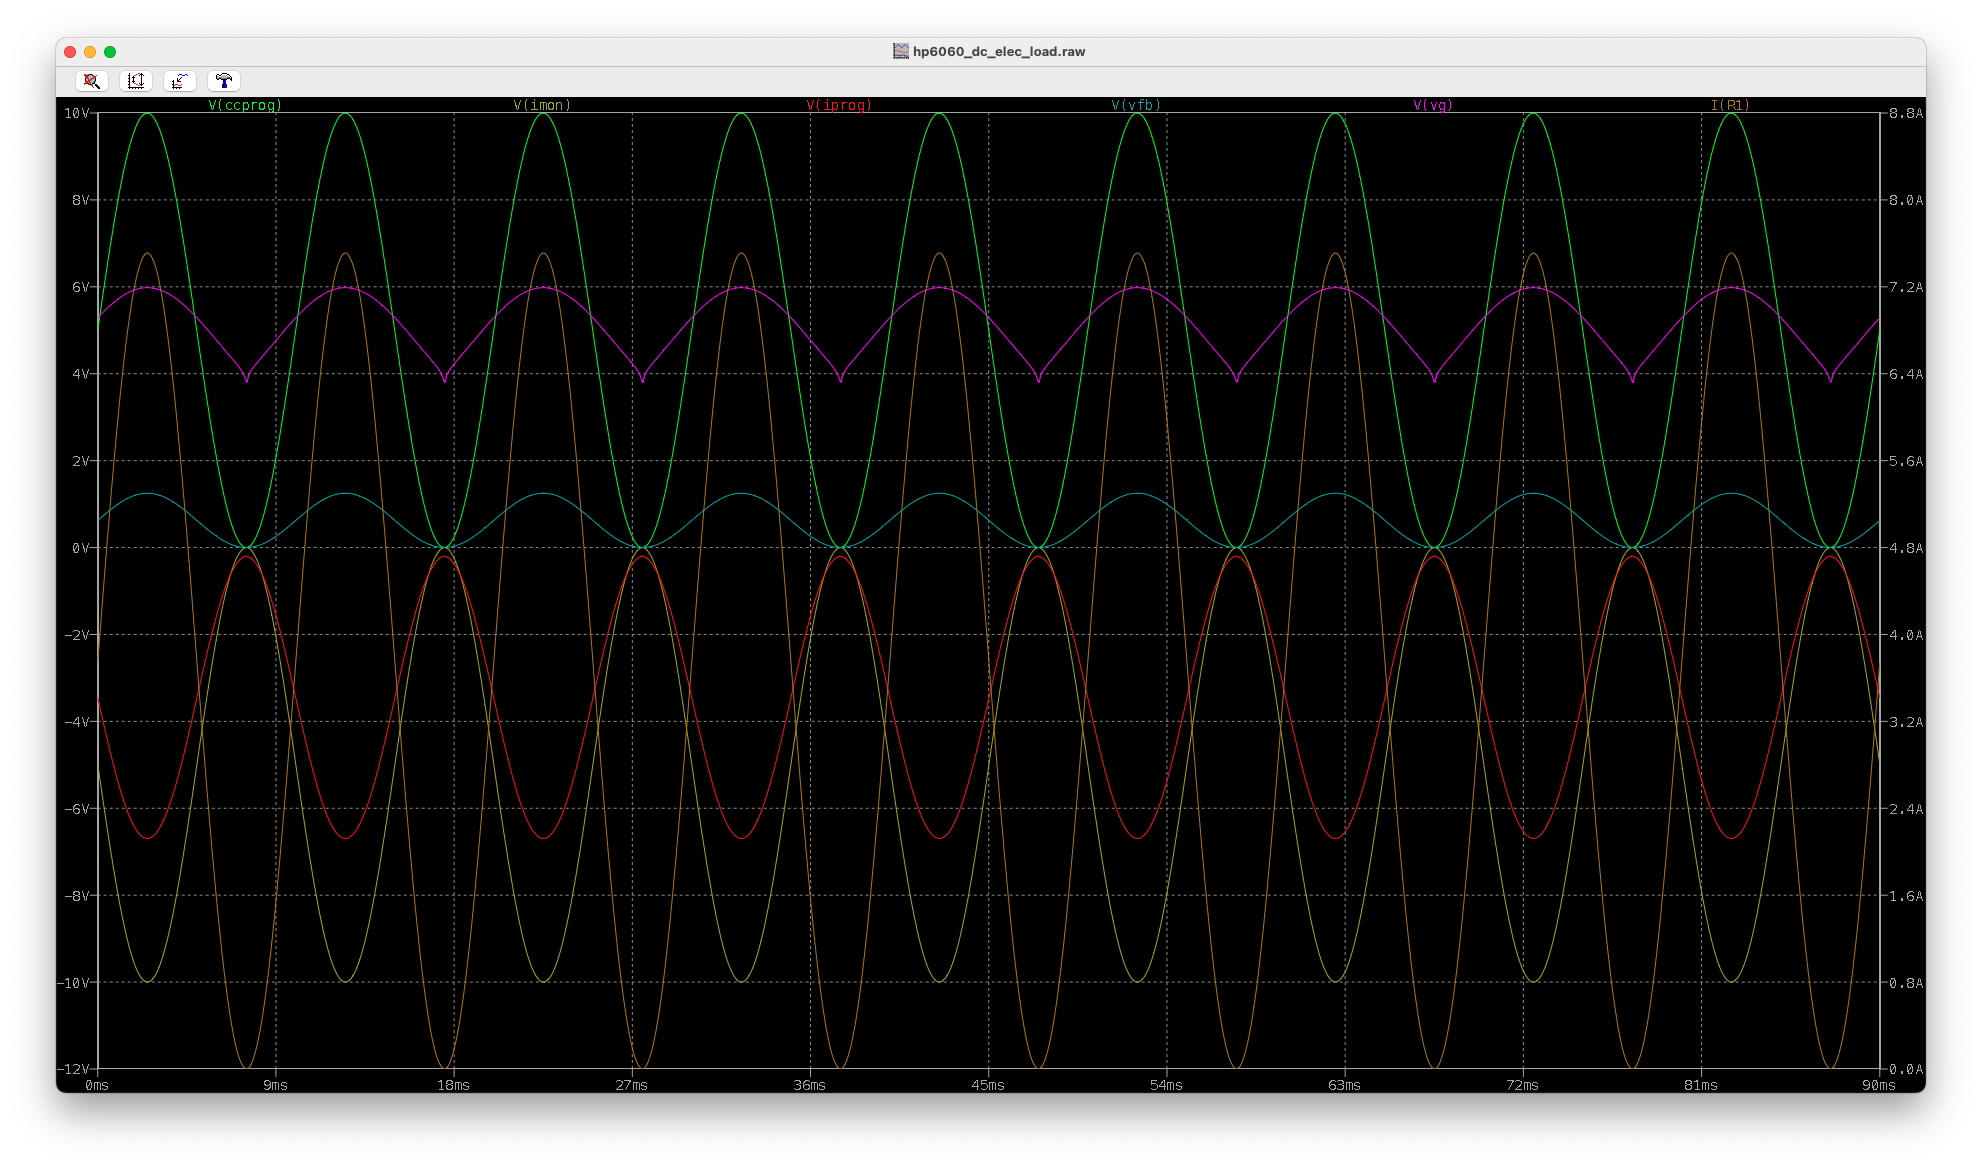 hp6060_dc_elec_load.raw
V(ccprog) V(imon) V(iprog) V(vfb) V(vg) I(R1)
10V 8.8A
8V 8.0A
6V 7.2A
4V 6.4A
2V 5.6A
0V 4.8A
-2V 4.0A
-4V 3.2A
-6V 2.4A
-8V 1.6A
-10V 0.8A
-12V 0.0A
0ms 9ms 18ms 27ms 36ms 45ms 54ms 63ms 72ms 81ms 90ms